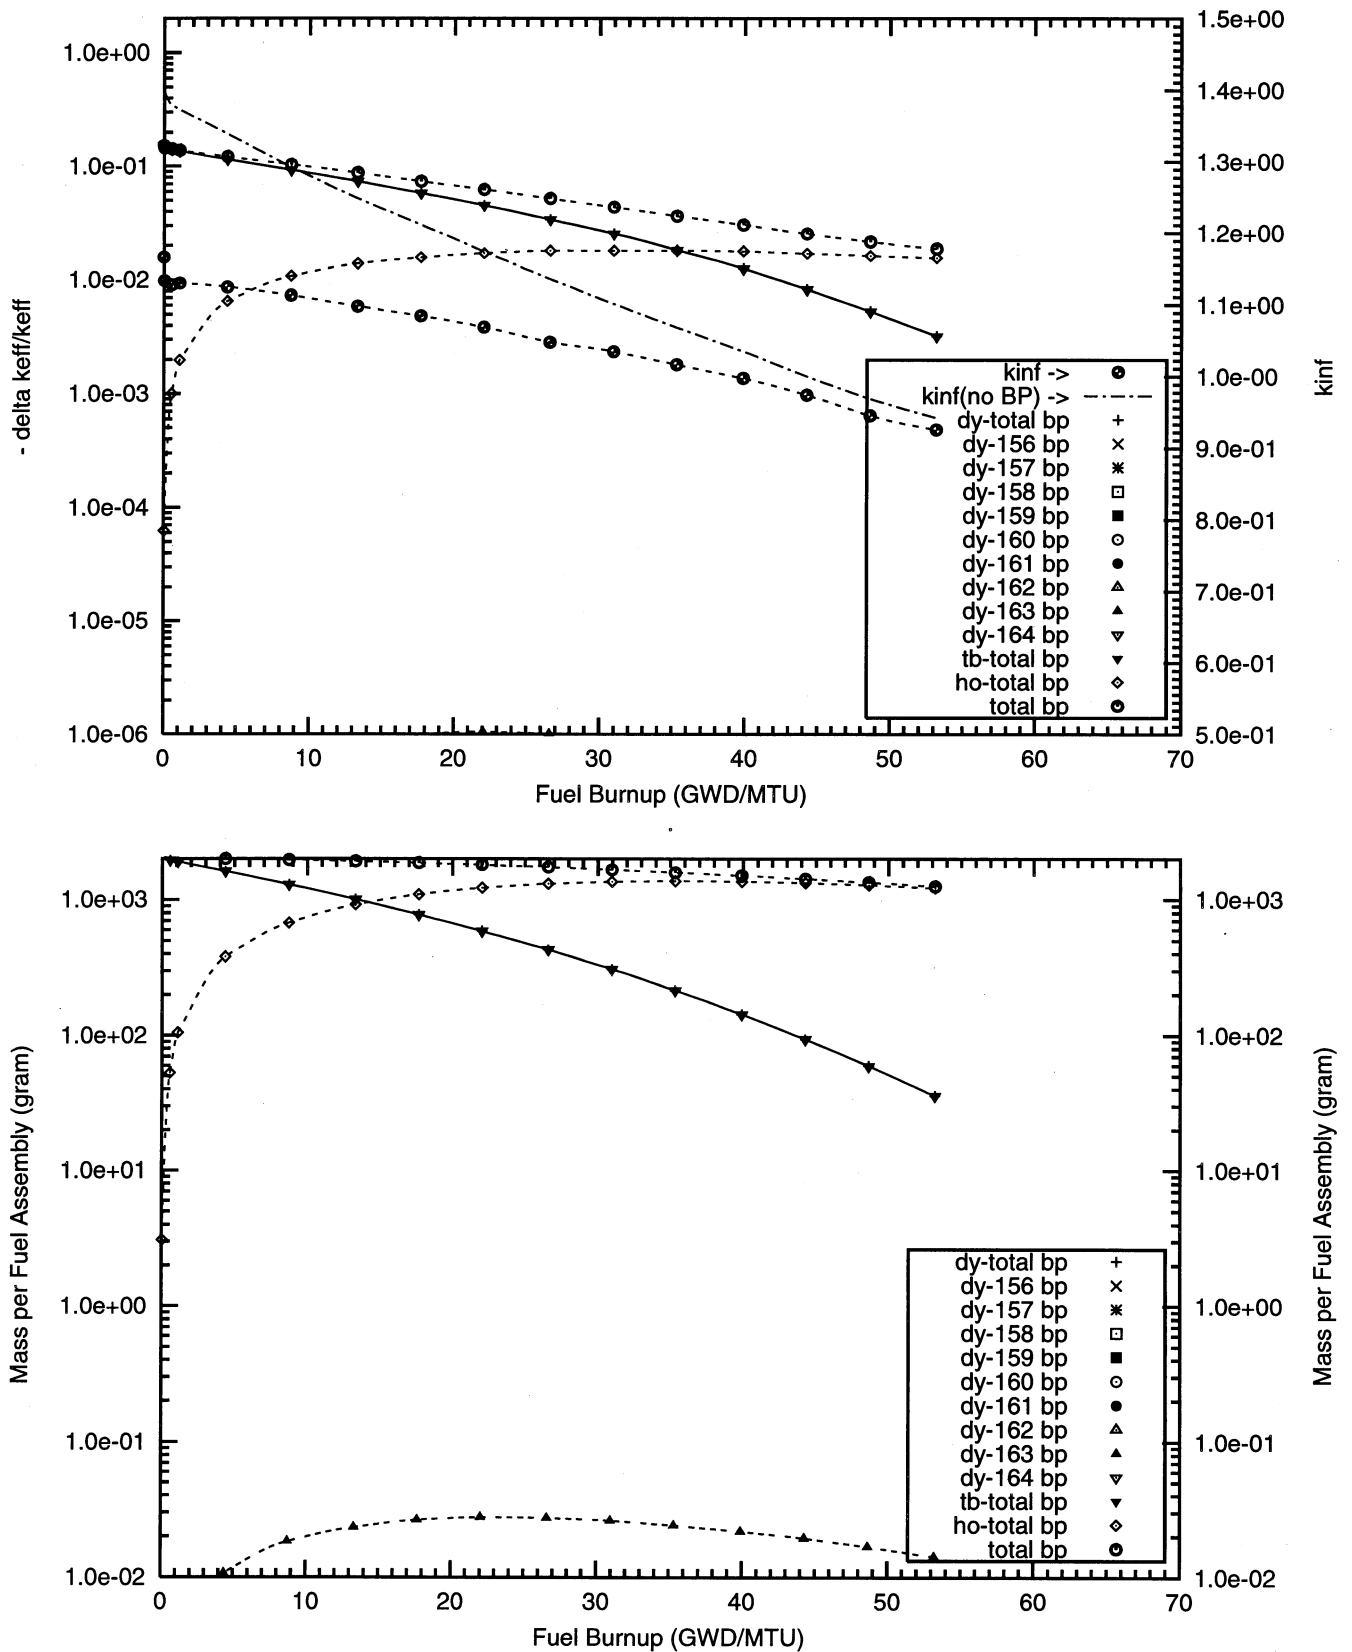 1.0e+00
1.0e-01
1.0e-02
1.0e-03
1.0e-04
1.0e-05
1.0e-06
- delta keff/keff
1.5e+00
1.4e+00
1.3e+00
1.2e+00
1.1e+00
1.0e-00
9.0e-01
8.0e-01
7.0e-01
6.0e-01
5.0e-01
kinf
kinf ->
kinf(no BP) ->
dy-total bp
dy-156 bp
dy-157 bp
dy-158 bp
dy-159 bp
dy-160 bp
dy-161 bp
dy-162 bp
dy-163 bp
dy-164 bp
tb-total bp
ho-total bp
total bp
0 10 20 30 40 50 60 70
Fuel Burnup (GWD/MTU)
1.0e+03
1.0e+02
1.0e+01
1.0e+00
1.0e-01
1.0e-02
Mass per Fuel Assembly (gram)
1.0e+03
1.0e+02
1.0e+01
1.0e+00
1.0e-01
1.0e-02
Mass per Fuel Assembly (gram)
dy-total bp
dy-156 bp
dy-157 bp
dy-158 bp
dy-159 bp
dy-160 bp
dy-161 bp
dy-162 bp
dy-163 bp
dy-164 bp
tb-total bp
ho-total bp
total bp
0 10 20 30 40 50 60 70
Fuel Burnup (GWD/MTU)